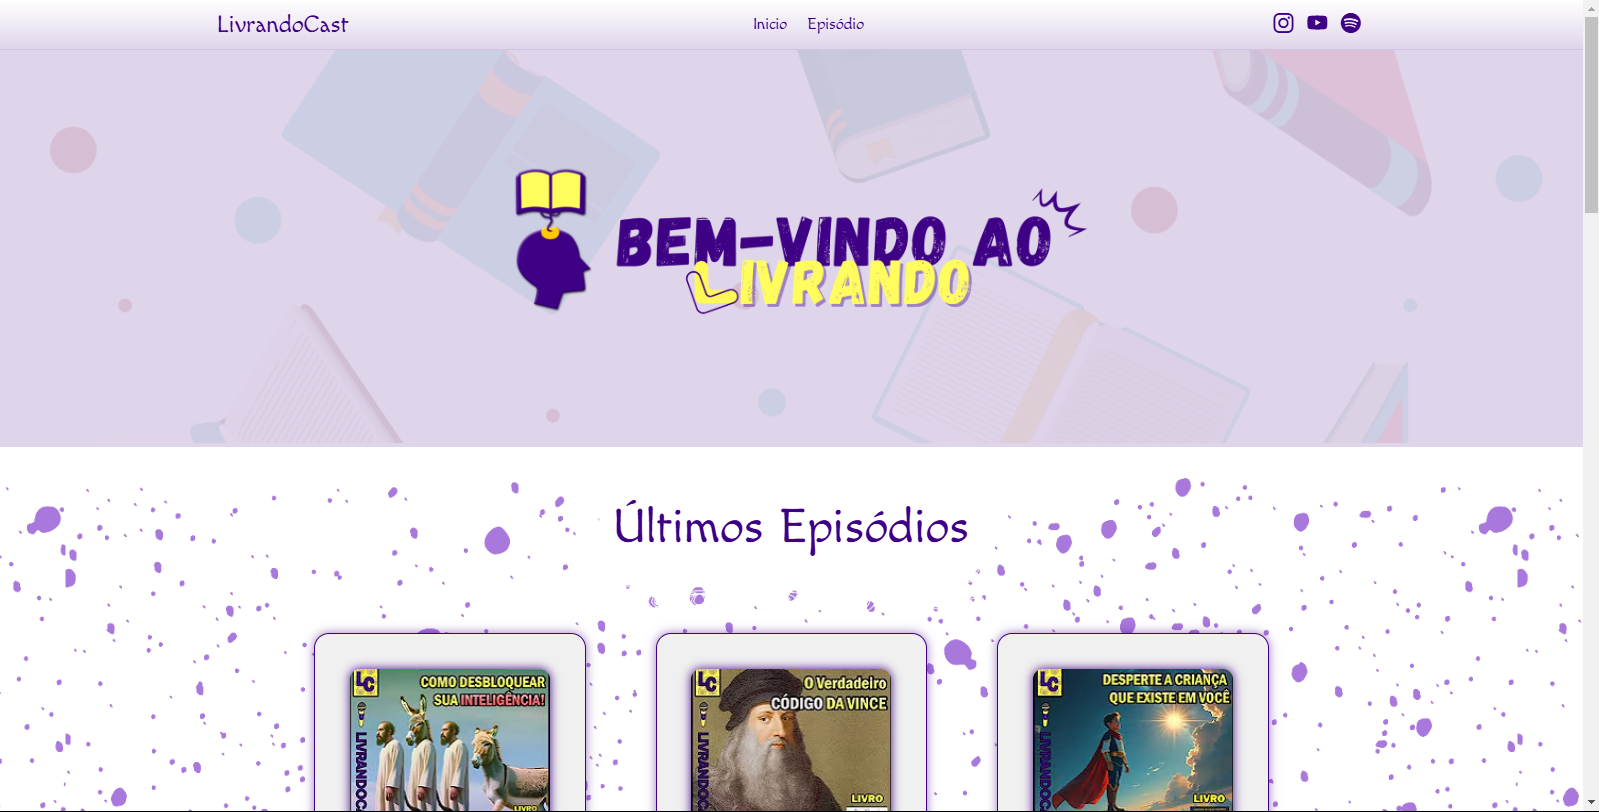 LivrandoCast
Inicio
Episódio
BEM-VINDO AO
LIVRANDO
Últimos Episódios
LC
COMO DESBLOQUEAR
SUA INTELIGÊNCIA!
LIVRANDOC
LIVRO
LC
O Verdadeiro
CÓDIGO DA VINCE
LIVRANDOC
LIVRO
LC
DESPERTE A CRIANÇA
QUE EXISTE EM VOCÊ
LIVRANDOC
LIVRO